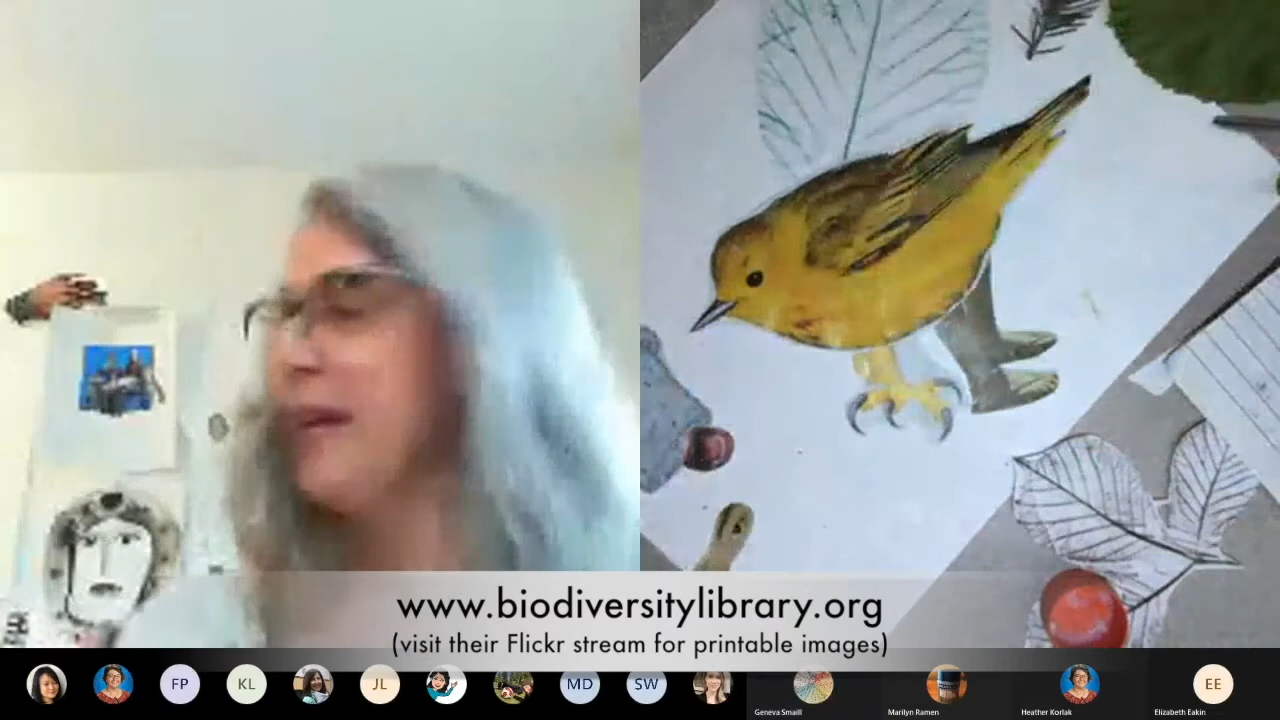 www.biodiversitylibrary.org
(visit their Flickr stream for printable images)
FP
KL
JL
MD
SW
EE
Geneva Smaill
Marilyn Ramen
Heather Korlak
Elizabeth Eakin